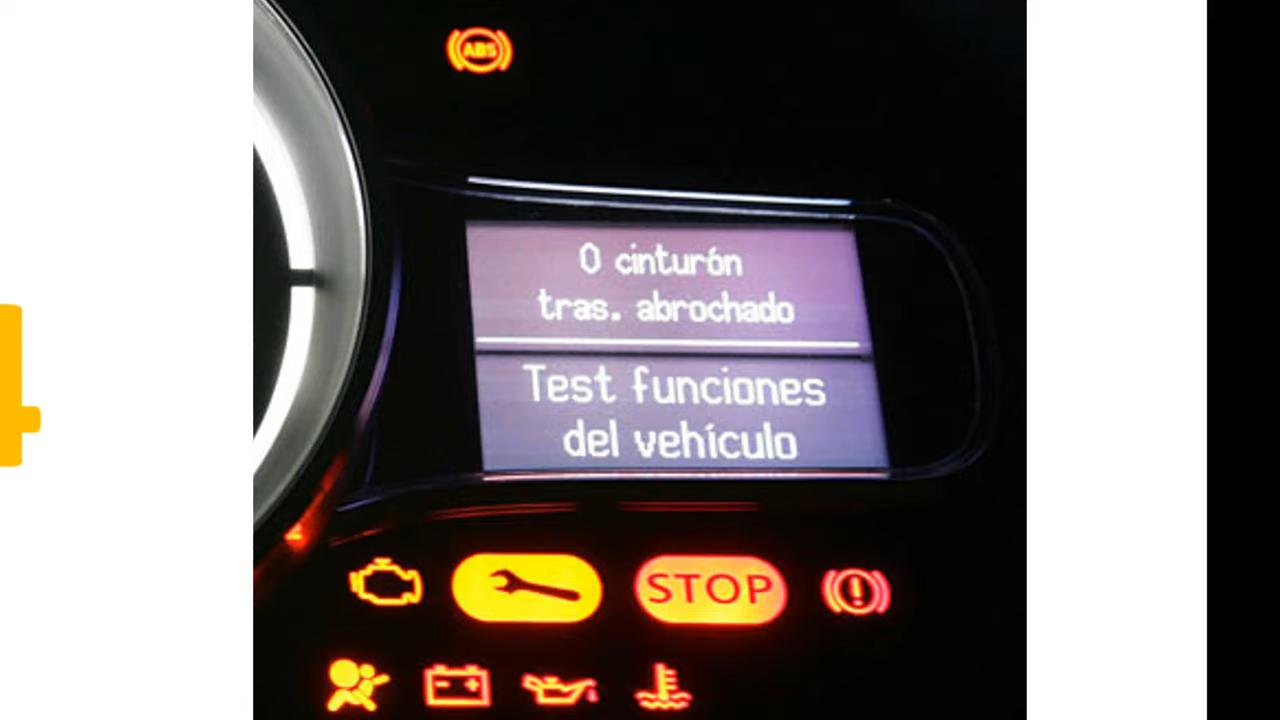 ABS
0 cinturón
tras. abrochado
Test funciones
del vehículo
STOP